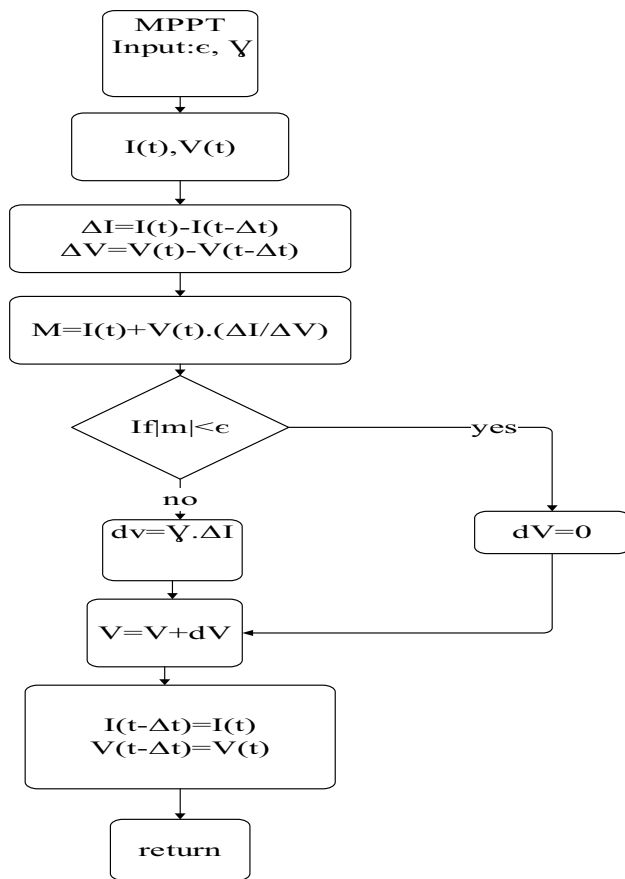 MPPT
Input:ϵ, Ɣ
I(t),V(t)
ΔI=I(t)-I(t-Δt)
ΔV=V(t)-V(t-Δt)
M=I(t)+V(t).(ΔI/ΔV)
If|m|<ϵ
yes
no
dv=Ɣ.ΔI
dV=0
V=V+dV
I(t-Δt)=I(t)
V(t-Δt)=V(t)
return